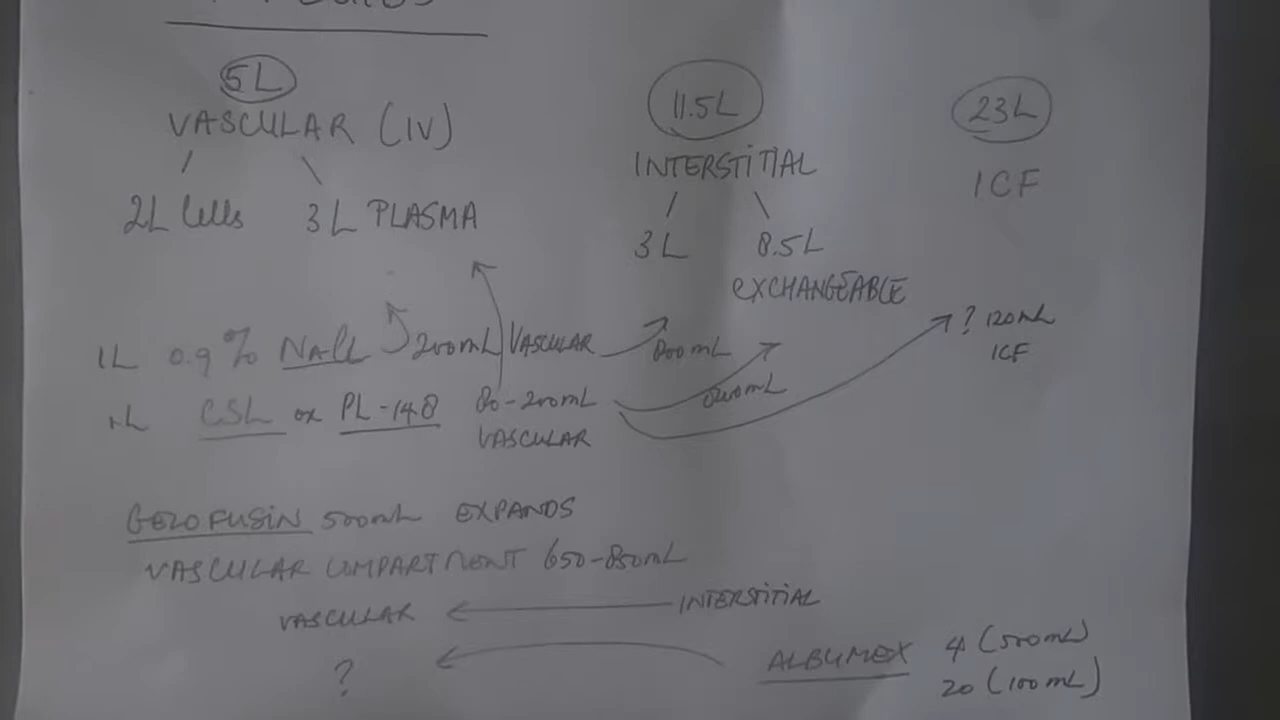 5L
VASCULAR (IV)
2L Cells 3L PLASMA
11.5L
INTERSTITIAL
3L 8.5L
EXCHANGEABLE
23L
ICF
1L 0.9% NaCl 200mL VASCULAR 800mL
1L CSL or PL-148 80-200mL
VASCULAR
? 120mL
ICF
GELOFUSIN 500mL EXPANDS
VASCULAR COMPARTMENT 650-850mL
VASCULAR INTERSTITIAL
?
ALBUMEX 4 (500mL)
20 (100mL)